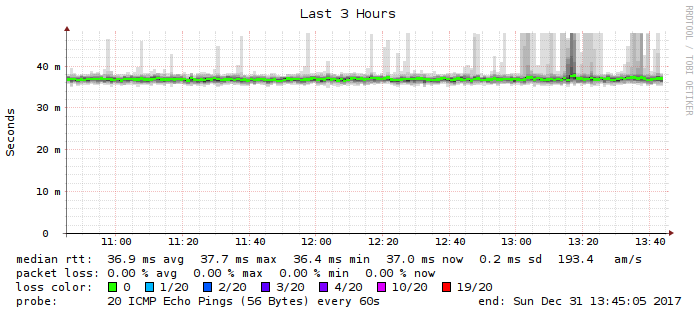 Last 3 Hours
RRDTOOL / TOBI OETIKER
Seconds
40 m
30 m
20 m
10 m
0
11:00 11:20 11:40 12:00 12:20 12:40 13:00 13:20 13:40
median rtt: 36.9 ms avg 37.7 ms max 36.4 ms min 37.0 ms now 0.2 ms sd 193.4 am/s
packet loss: 0.00 % avg 0.00 % max 0.00 % min 0.00 % now
loss color: 0 1/20 2/20 3/20 4/20 10/20 19/20
probe: 20 ICMP Echo Pings (56 Bytes) every 60s end: Sun Dec 31 13:45:05 2017